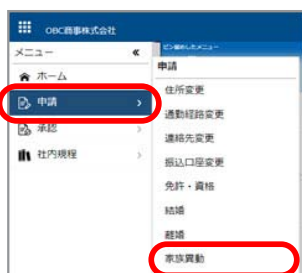 OBC商事株式会社
メニュー
«
ピン留めしたメニュー
ホーム
申請
承認
社内規程
申請
住所変更
通勤経路変更
連絡先変更
振込口座変更
免許・資格
結婚
離婚
家族異動